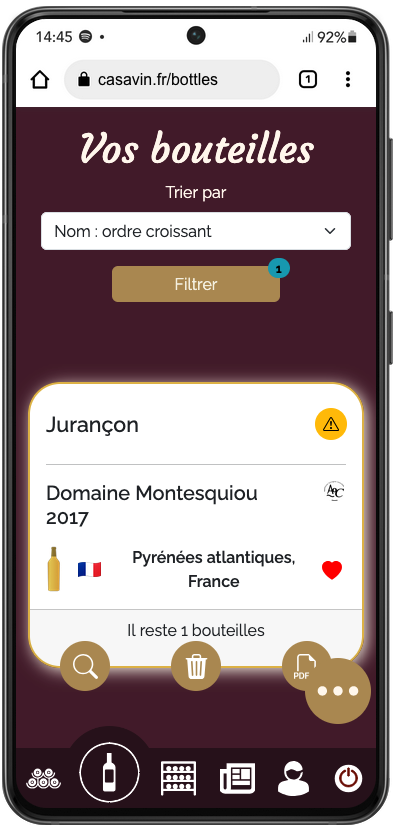 14:45
92%
casavin.fr/bottles
1
Vos bouteilles
Trier par
Nom : ordre croissant
1
Filtrer
Jurançon
Domaine Montesquiou
2017
AOC
Pyrénées atlantiques,
France
Il reste 1 bouteilles
PDF